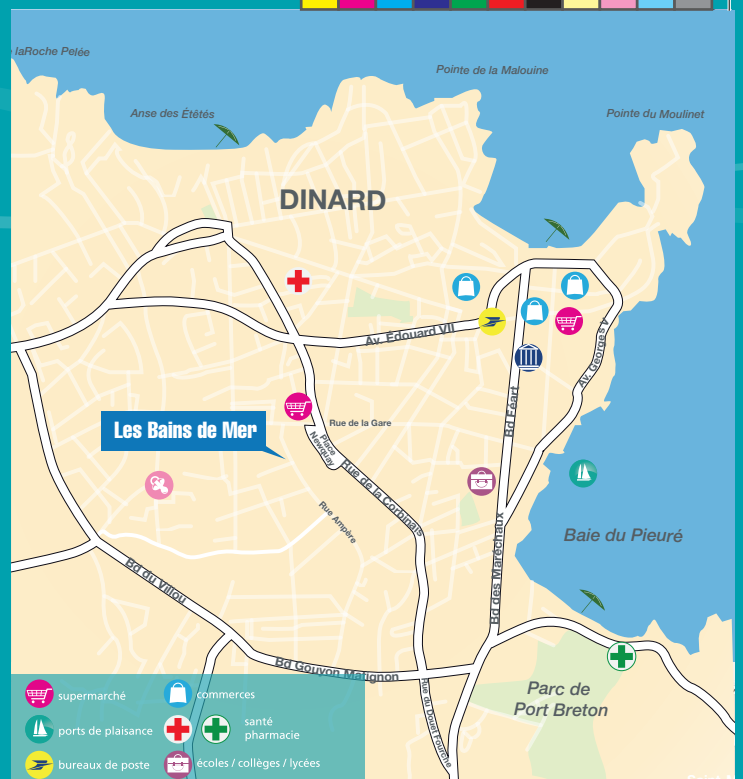 laRoche Pelée
Pointe de la Malouine
Anse des Étêtés
Pointe du Moulinet
DINARD
Av. Édouard VII
Av. Georges V
Bd Féart
Les Bains de Mer
Rue de la Gare
Place
Newquay
Rue de la Corbinais
Rue Ampère
Baie du Pieuré
Bd des Maréchaux
Bd du Villou
Bd Gouyon Matignon
Rue du Douet Fourche
Parc de
Port Breton
supermarché
commerces
ports de plaisance
santé
pharmacie
bureaux de poste
écoles / collèges / lycées